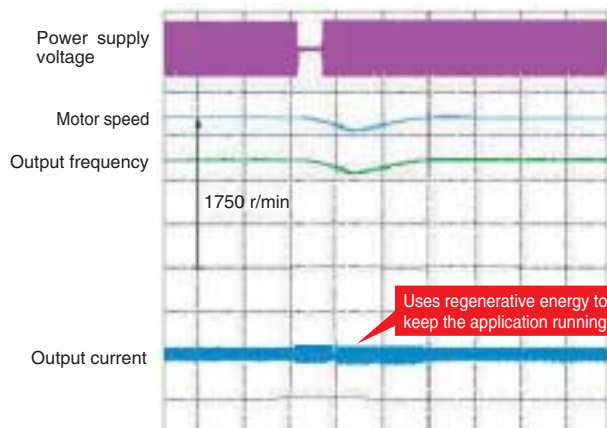 Power supply
voltage
Motor speed
Output frequency
1750 r/min
Uses regenerative energy to
keep the application running
Output current